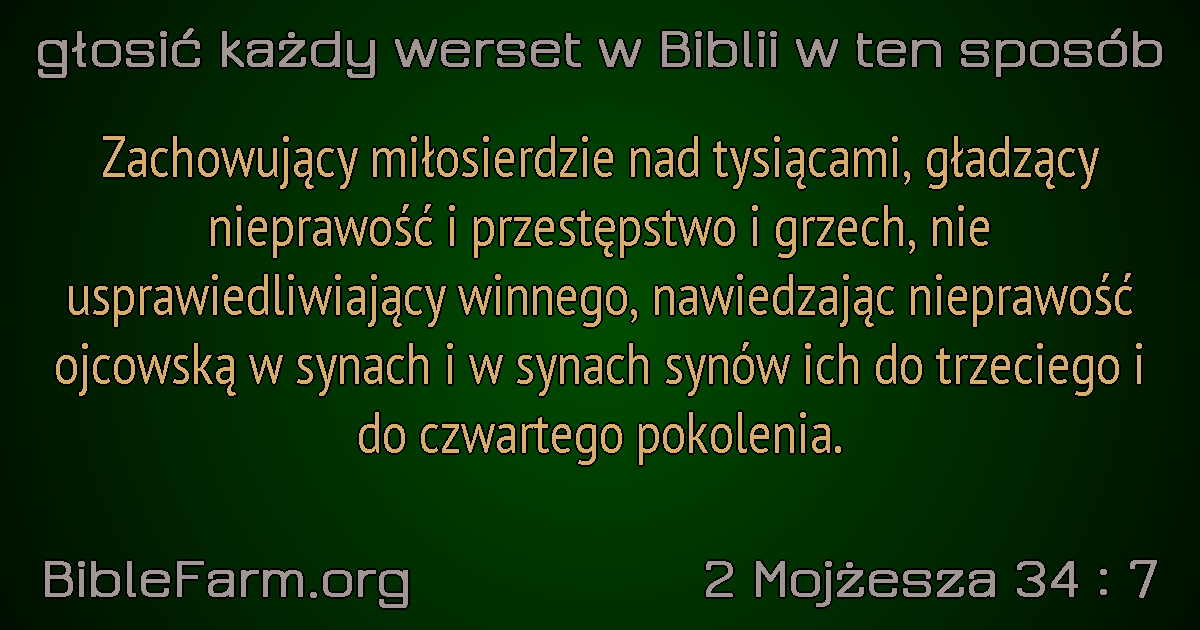 głosić każdy werset w Biblii w ten sposób
Zachowujący miłosierdzie nad tysiącami, gładzący
nieprawość i przestępstwo i grzech, nie
usprawiedliwiający winnego, nawiedzając nieprawość
ojcowską w synach i w synach synów ich do trzeciego i
do czwartego pokolenia.
BibleFarm.org
2 Mojżesza 34 : 7